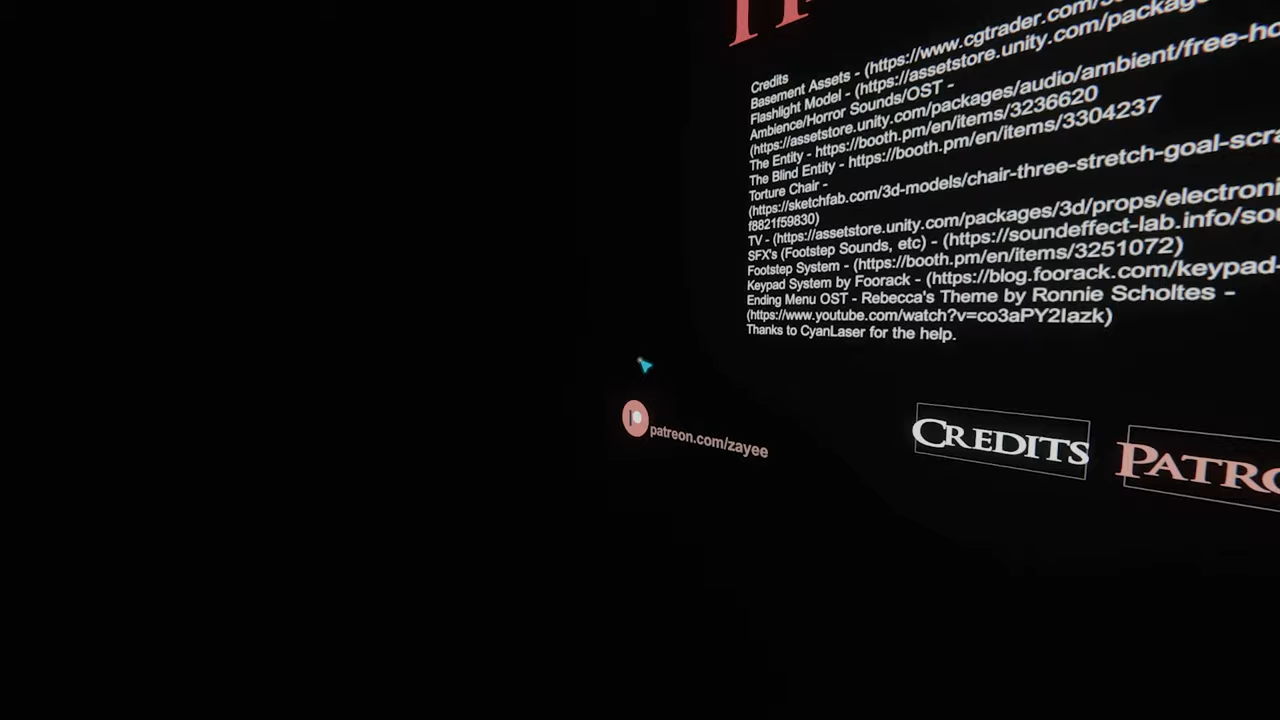 Credits
Basement Assets - (https://www.cgtrader.com/
Flashlight Model - (https://assetstore.unity.com/packag
Ambience/Horror Sounds/OST -
(https://assetstore.unity.com/packages/audio/ambient/free-ho
The Entity - https://booth.pm/en/items/3236620
The Blind Entity - https://booth.pm/en/items/3304237
Torture Chair -
(https://sketchfab.com/3d-models/chair-three-stretch-goal-scra
f8821f59830)
TV - (https://assetstore.unity.com/packages/3d/props/electroni
SFX's (Footstep Sounds, etc) - (https://soundeffect-lab.info/sou
Footstep System - (https://booth.pm/en/items/3251072)
Keypad System by Foorack - (https://blog.foorack.com/keypad-
Ending Menu OST - Rebecca's Theme by Ronnie Scholtes -
(https://www.youtube.com/watch?v=co3aPY2Iazk)
Thanks to CyanLaser for the help.
patreon.com/zayee
CREDITS
PATR